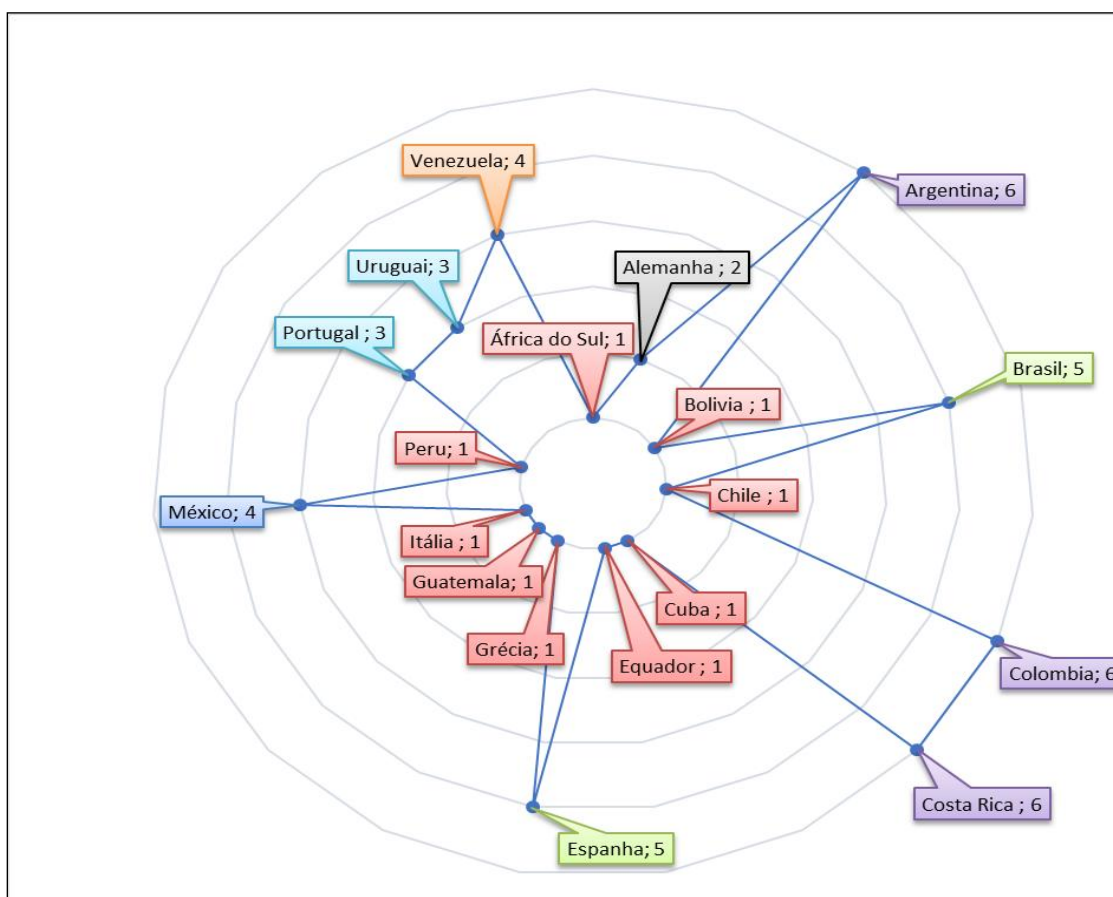 Venezuela; 4
Argentina; 6
Uruguai; 3
Alemanha ; 2
Portugal ; 3
África do Sul; 1
Brasil; 5
Bolivia ; 1
Peru; 1
Chile ; 1
México; 4
Itália ; 1
Guatemala; 1
Cuba ; 1
Grécia; 1
Equador ; 1
Colombia; 6
Costa Rica ; 6
Espanha; 5